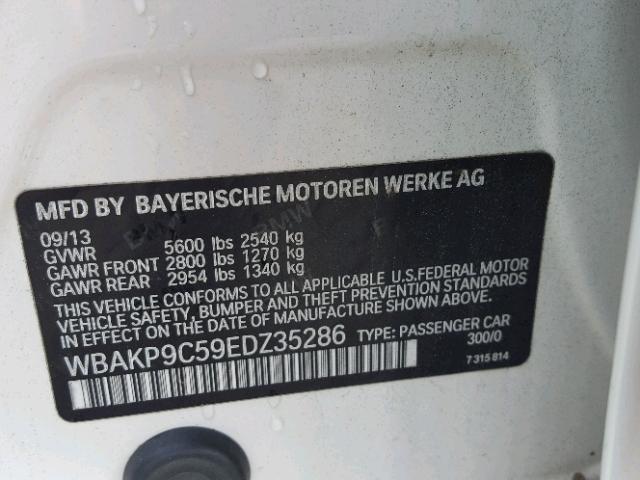 MFD BY BAYERISCHE MOTOREN WERKE AG
09/13
GVWR 5600 lbs 2540 kg
GAWR FRONT 2800 lbs 1270 kg
GAWR REAR 2954 lbs 1340 kg
THIS VEHICLE CONFORMS TO ALL APPLICABLE U.S.FEDERAL MOTOR
VEHICLE SAFETY, BUMPER, AND THEFT PREVENTION STANDARDS
IN EFFECT ON THE DATE OF MANUFACTURE SHOWN ABOVE.
WBAKP9C59EDZ35286 TYPE: PASSENGER CAR
300/0
7 315 814